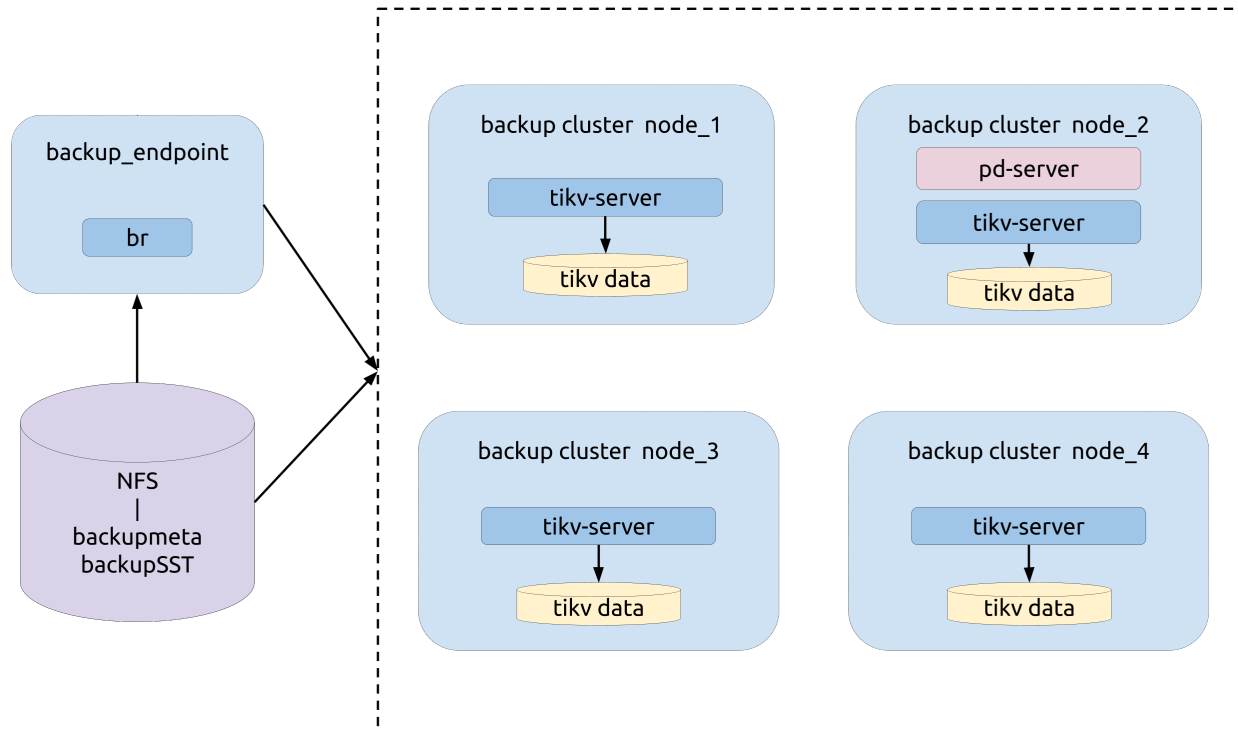 backup_endpoint
br
NFS
|
backupmeta
backupSST
backup cluster node_1
tikv-server
tikv data
backup cluster node_2
pd-server
tikv-server
tikv data
backup cluster node_3
tikv-server
tikv data
backup cluster node_4
tikv-server
tikv data